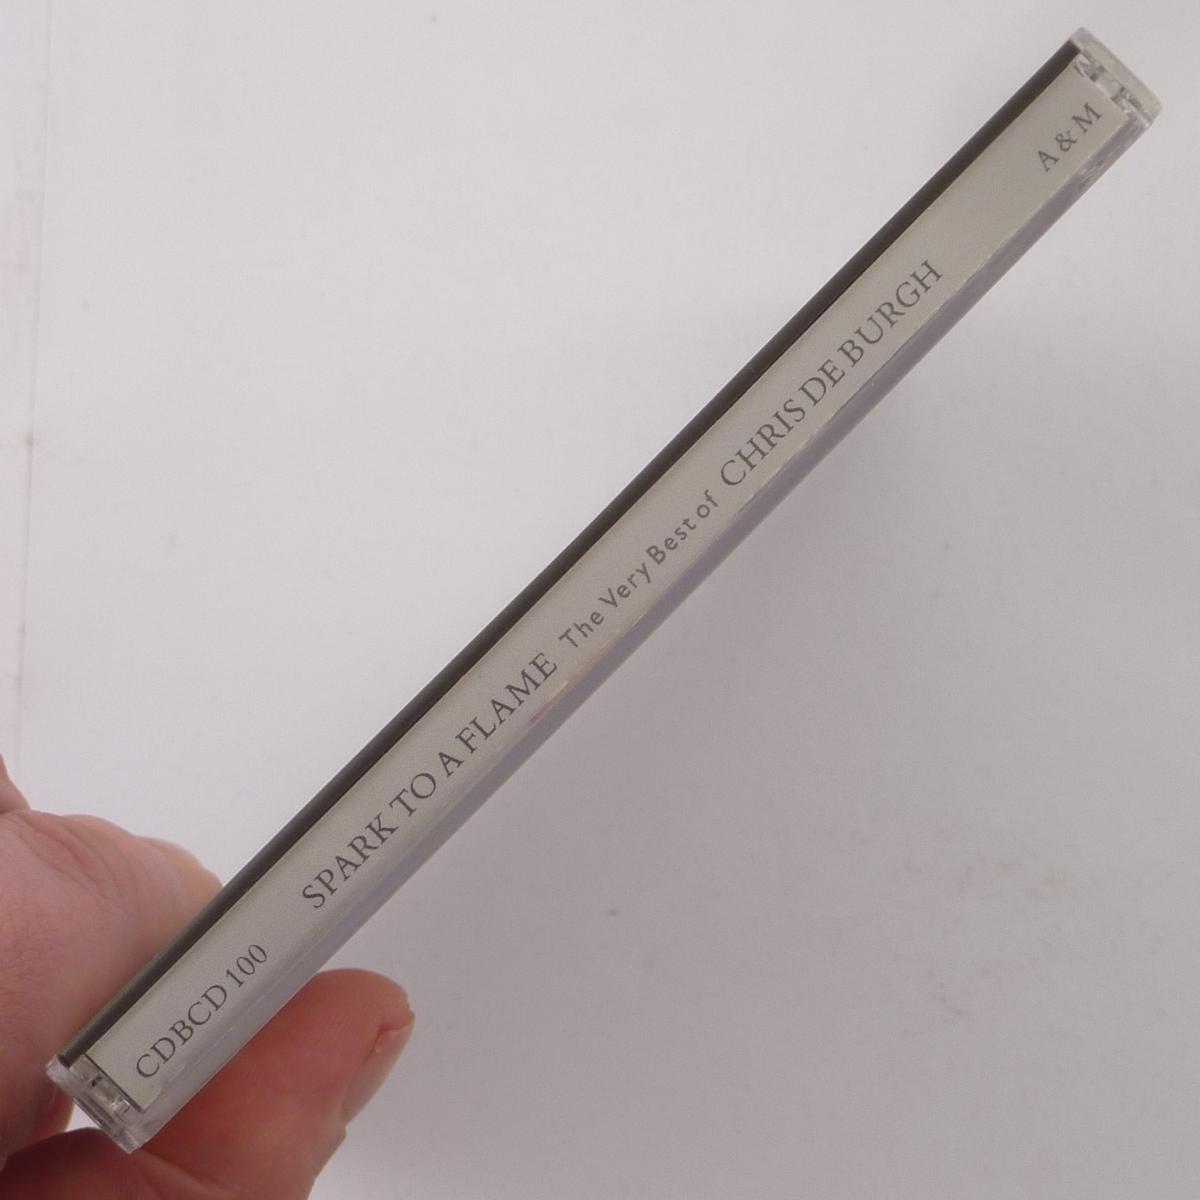 CDBCD 100 SPARK TO A FLAME The Very Best of CHRIS DE BURGH A & M